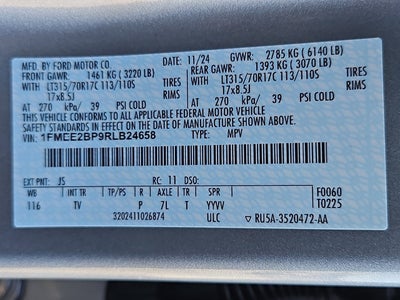 MFD. BY FORD MOTOR CO. 11/24 GVWR: 2785 KG (6140 LB)
FRONT GAWR: 1461 KG (3220 LB) REAR GAWR: 1393 KG (3070 LB)
LT315/70R17C 113/110S TIRES LT315/70R17C 113/110S TIRES
17x8.5J RIMS 17x8.5J RIMS
AT 270 kPa/ 39 PSI COLD AT 270 kPa/ 39 PSI COLD
THIS VEHICLE CONFORMS TO ALL APPLICABLE FEDERAL MOTOR VEHICLE
SAFETY STANDARDS IN EFFECT ON THE DATE OF MANUFACTURE SHOWN ABOVE.
VIN: 1FMEE2BP9RLB24658 TYPE: MPV
EXT PNT: JS RC: 11 DSO: F0060
WB INT TR TP/PS R AXLE TR SPR T0225
116 TV P 7L T YYVV
3202411026874 ULC RU5A-3520472-AA